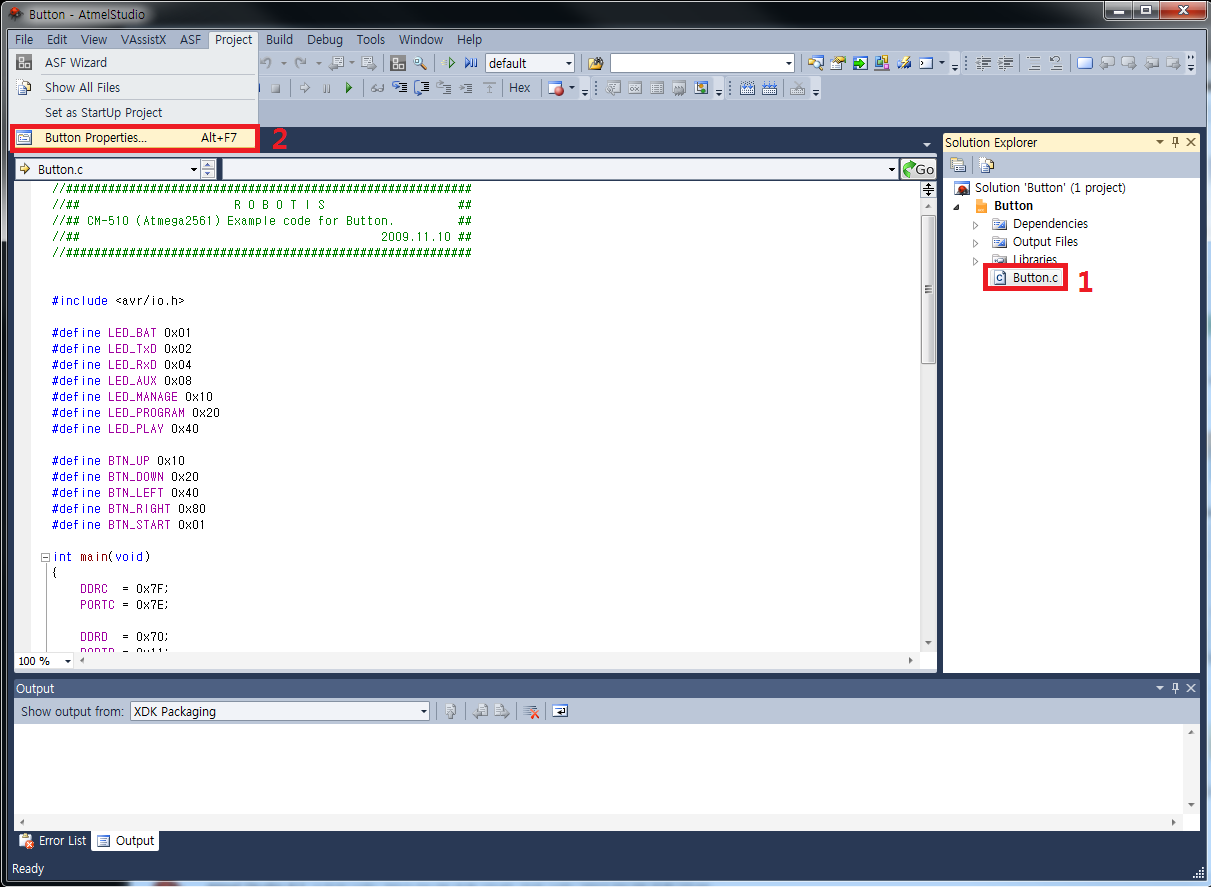 Button - AtmelStudio
File Edit View VAssistX ASF Project Build Debug Tools Window Help
ASF Wizard
default
Show All Files
Hex
Set as StartUp Project
Button Properties... Alt+F7
2
Button.c
Go
//##########################################################
//## R O B O T I S ##
//## CM-510 (Atmega2561) Example code for Button. ##
//## 2009.11.10 ##
//##########################################################
#include <avr/io.h>
#define LED_BAT 0x01
#define LED_TxD 0x02
#define LED_RxD 0x04
#define LED_AUX 0x08
#define LED_MANAGE 0x10
#define LED_PROGRAM 0x20
#define LED_PLAY 0x40
#define BTN_UP 0x10
#define BTN_DOWN 0x20
#define BTN_LEFT 0x40
#define BTN_RIGHT 0x80
#define BTN_START 0x01
int main(void)
{
DDRC = 0x7F;
PORTC = 0x7E;
DDRD = 0x70;
PORTD = 0x11;
100 %
Solution Explorer
Solution 'Button' (1 project)
Button
Dependencies
Output Files
Libraries
Button.c
1
Output
Show output from: XDK Packaging
Error List Output
Ready